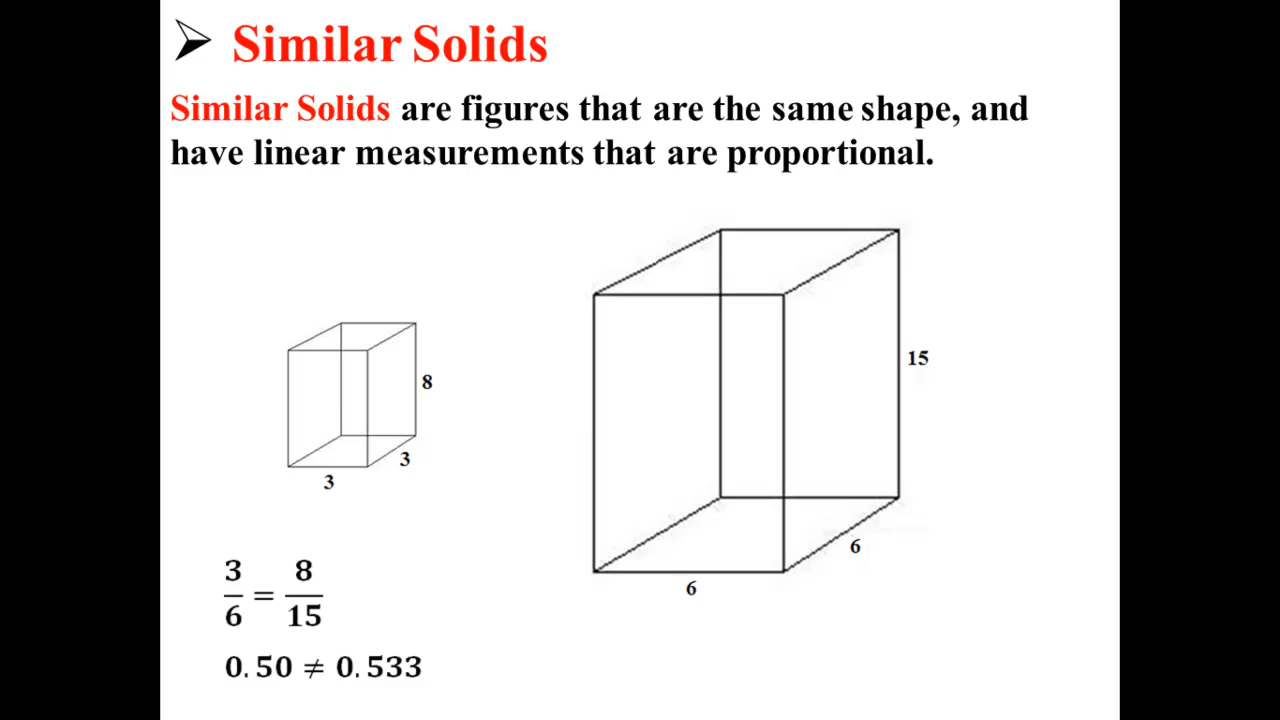 Similar Solids
Similar Solids are figures that are the same shape, and
have linear measurements that are proportional.
15
8
3
3
6
6
3/6 = 8/15
0.50 ≠ 0.533